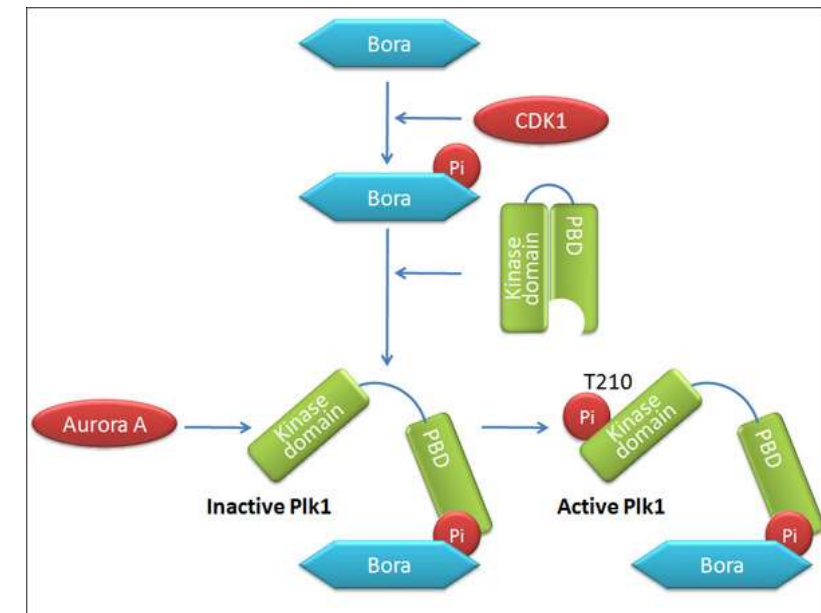 Bora
CDK1
Pi
Bora
Kinase
domain
PBD
T210
Aurora A
Kinase
domain
PBD
Pi
Kinase
domain
PBD
Inactive Plk1
Active Plk1
Pi
Bora
Pi
Bora